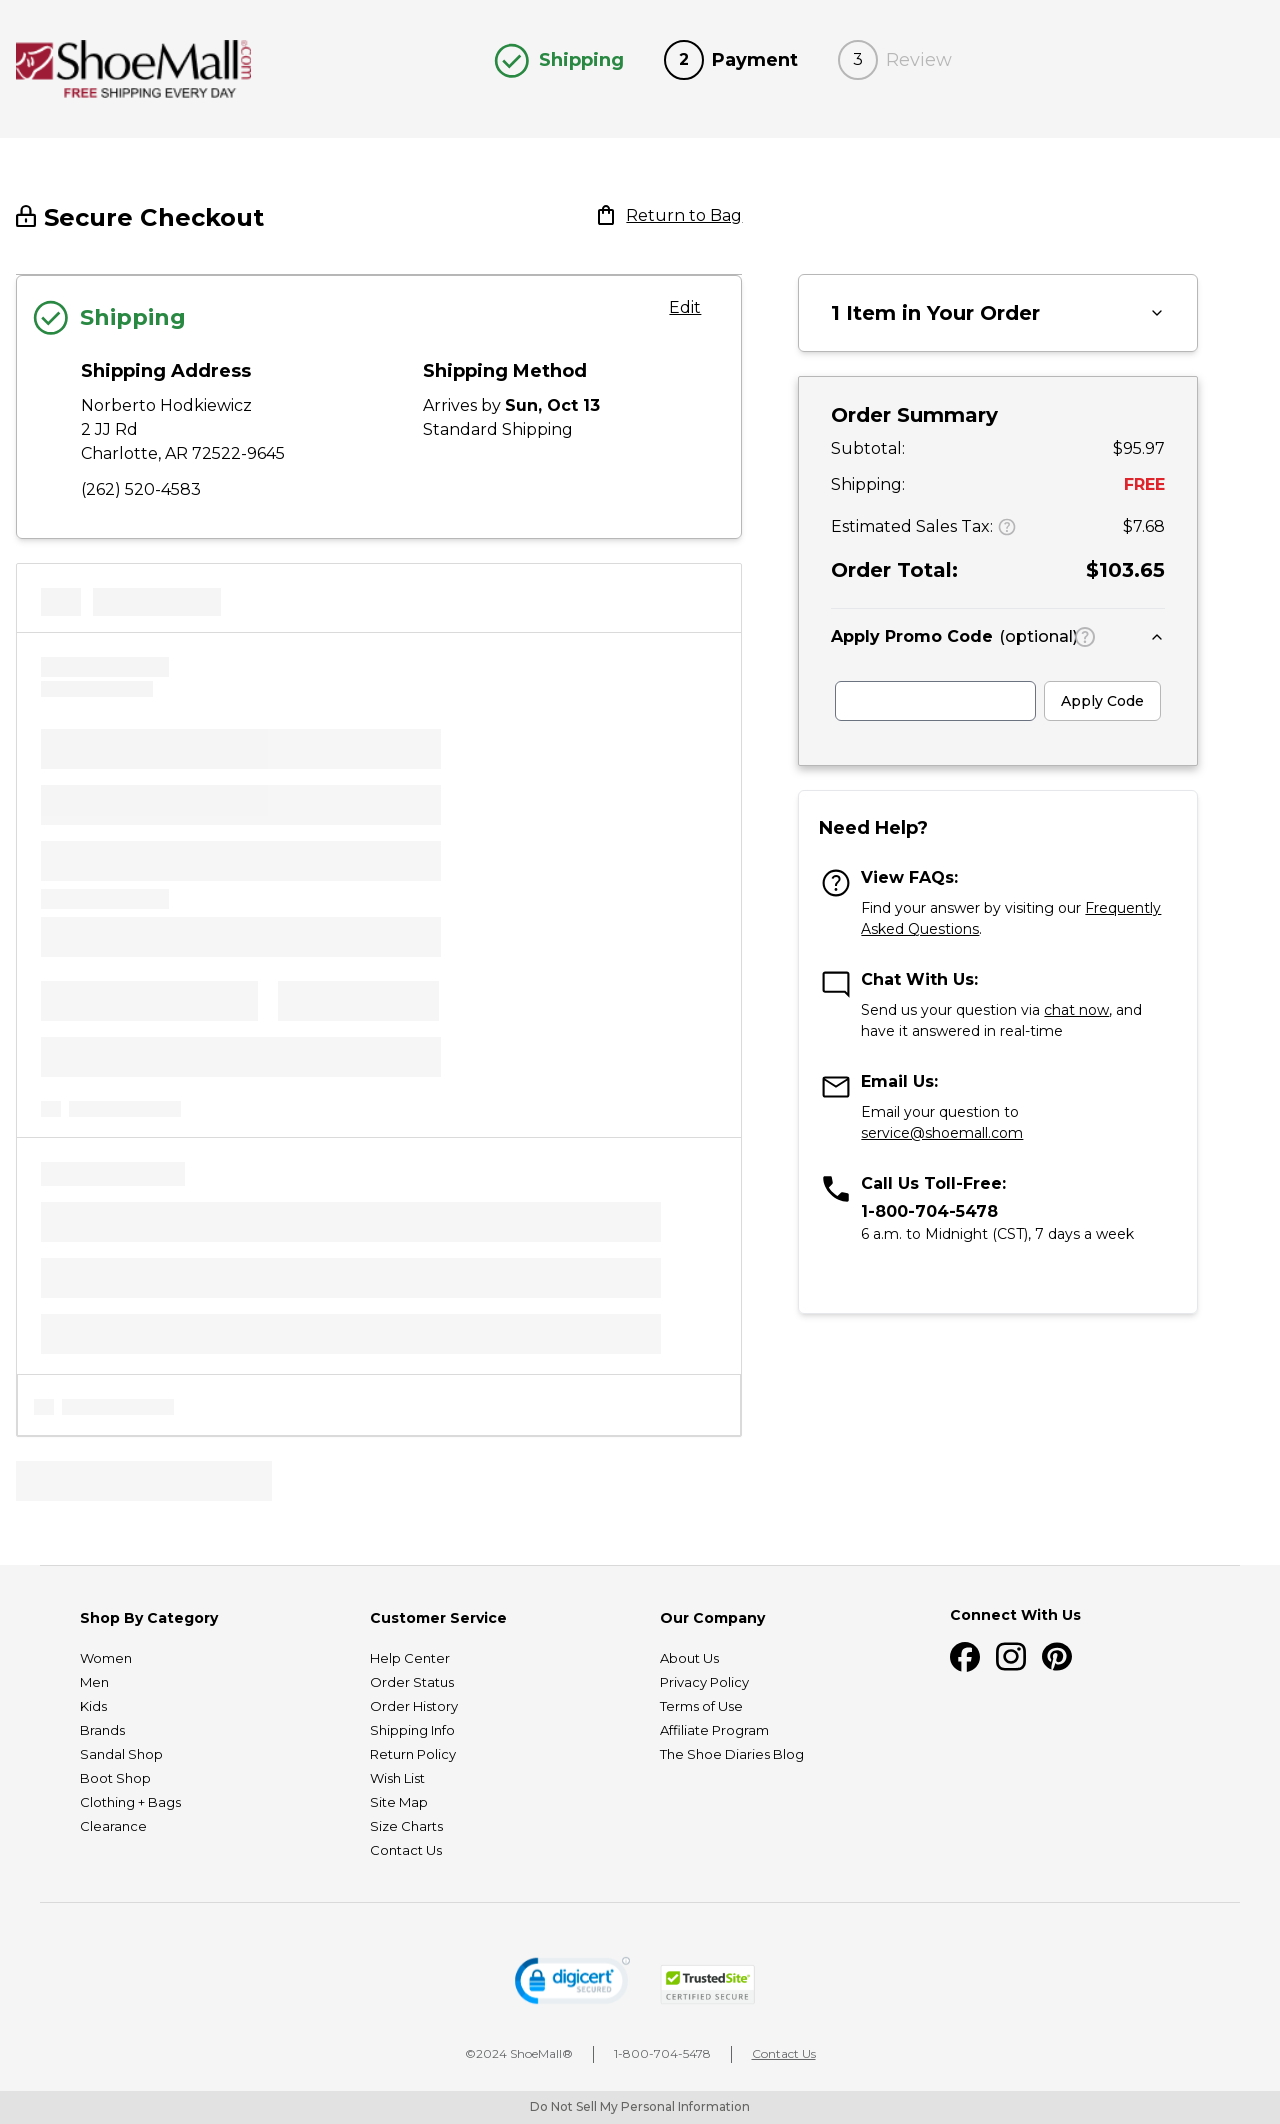 ShoeMall.com
FREE SHIPPING EVERY DAY
Shipping
2 Payment
3 Review
Secure Checkout
Return to Bag
Shipping
Edit
Shipping Address
Norberto Hodkiewicz
2 JJ Rd
Charlotte, AR 72522-9645
(262) 520-4583
Shipping Method
Arrives by Sun, Oct 13
Standard Shipping
1 Item in Your Order
Order Summary
Subtotal: $95.97
Shipping: FREE
Estimated Sales Tax: ? $7.68
Order Total: $103.65
Apply Promo Code (optional) ?
Apply Code
Need Help?
View FAQs:
Find your answer by visiting our Frequently
Asked Questions.
Chat With Us:
Send us your question via chat now, and
have it answered in real-time
Email Us:
Email your question to
service@shoemall.com
Call Us Toll-Free:
1-800-704-5478
6 a.m. to Midnight (CST), 7 days a week
Shop By Category
Women
Men
Kids
Brands
Sandal Shop
Boot Shop
Clothing + Bags
Clearance
Customer Service
Help Center
Order Status
Order History
Shipping Info
Return Policy
Wish List
Site Map
Size Charts
Contact Us
Our Company
About Us
Privacy Policy
Terms of Use
Affiliate Program
The Shoe Diaries Blog
Connect With Us
digicert
SECURED
TrustedSite
CERTIFIED SECURE
©2024 ShoeMall®
1-800-704-5478
Contact Us
Do Not Sell My Personal Information